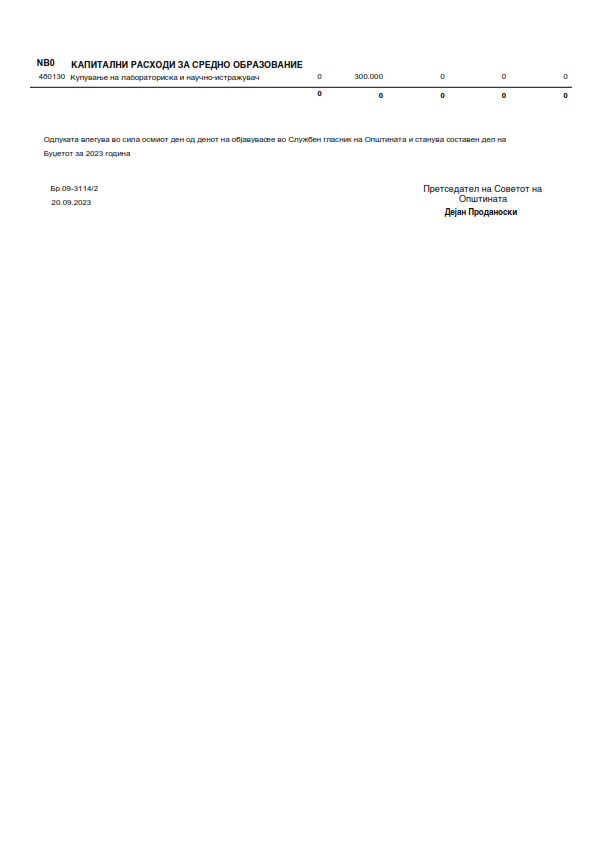 NB0 КАПИТАЛНИ РАСХОДИ ЗА СРЕДНО ОБРАЗОВАНИЕ
480130 Купување на лабораториска и научно-истражувач 0 300.000 0 0 0
0 0 0 0 0
Одлуката влегува во сила осмиот ден од денот на објавуваєе во Службен гласник на Општината и станува составен дел на
Буџетот за 2023 година
Бр.09-3114/2
20.09.2023
Претседател на Советот на
Општината
Дејан Проданоски